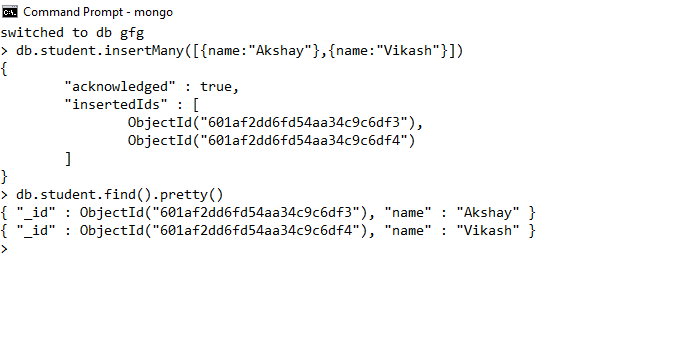 Command Prompt - mongo
switched to db gfg
> db.student.insertMany([{name:"Akshay"},{name:"Vikash"}])
{
        "acknowledged" : true,
        "insertedIds" : [
                ObjectId("601af2dd6fd54aa34c9c6df3"),
                ObjectId("601af2dd6fd54aa34c9c6df4")
        ]
}
> db.student.find().pretty()
{ "_id" : ObjectId("601af2dd6fd54aa34c9c6df3"), "name" : "Akshay" }
{ "_id" : ObjectId("601af2dd6fd54aa34c9c6df4"), "name" : "Vikash" }
>